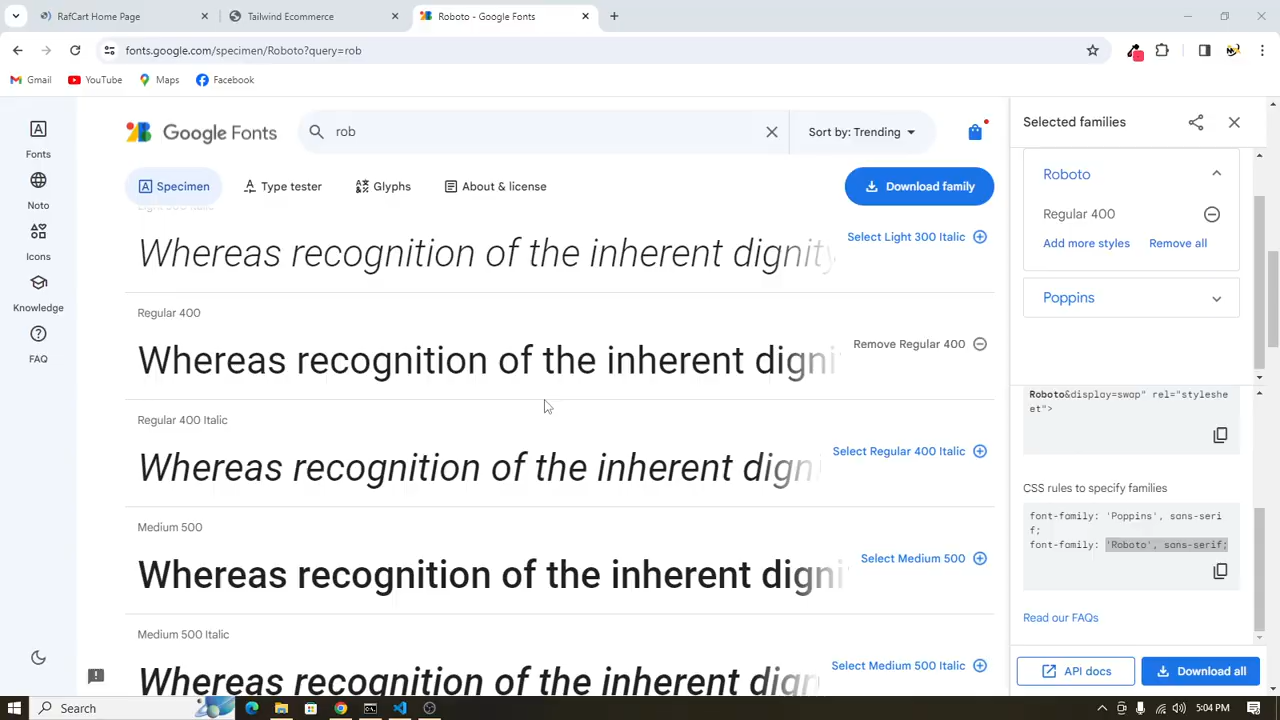 RafCart Home Page
Tailwind Ecommerce
Roboto - Google Fonts
fonts.google.com/specimen/Roboto?query=rob
Gmail
YouTube
Maps
Facebook
Google Fonts
rob
Sort by: Trending
Fonts
Noto
Icons
Knowledge
FAQ
Specimen
Type tester
Glyphs
About & license
Download family
Light 300 Italic
Select Light 300 Italic
Whereas recognition of the inherent dignity
Regular 400
Remove Regular 400
Whereas recognition of the inherent digni
Regular 400 Italic
Select Regular 400 Italic
Whereas recognition of the inherent dign
Medium 500
Select Medium 500
Whereas recognition of the inherent digni
Medium 500 Italic
Select Medium 500 Italic
Whereas recognition of the inherent dign
Selected families
Roboto
Regular 400
Add more styles
Remove all
Poppins
Roboto&display=swap" rel="styleshe
et">
CSS rules to specify families
font-family: 'Poppins', sans-seri
f;
font-family: 'Roboto', sans-serif;
Read our FAQs
API docs
Download all
Search
5:04 PM